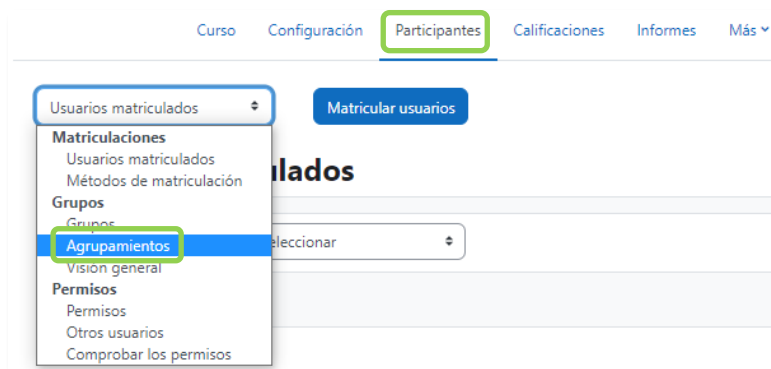 Curso Configuración Participantes Calificaciones Informes Más
Usuarios matriculados Matricular usuarios
Matriculaciones
Usuarios matriculados
Métodos de matriculación
ulados
Grupos
Grupos
Agrupamientos
eleccionar
Visión general
Permisos
Permisos
Otros usuarios
Comprobar los permisos